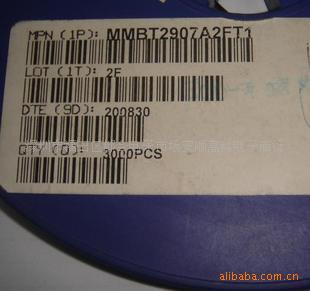 MPN (1P): MMBT2907A2FT1
LOT (1T): 2F
DTE (9D): 200830
QTY (Q): 3000PCS
alibaba.com.cn